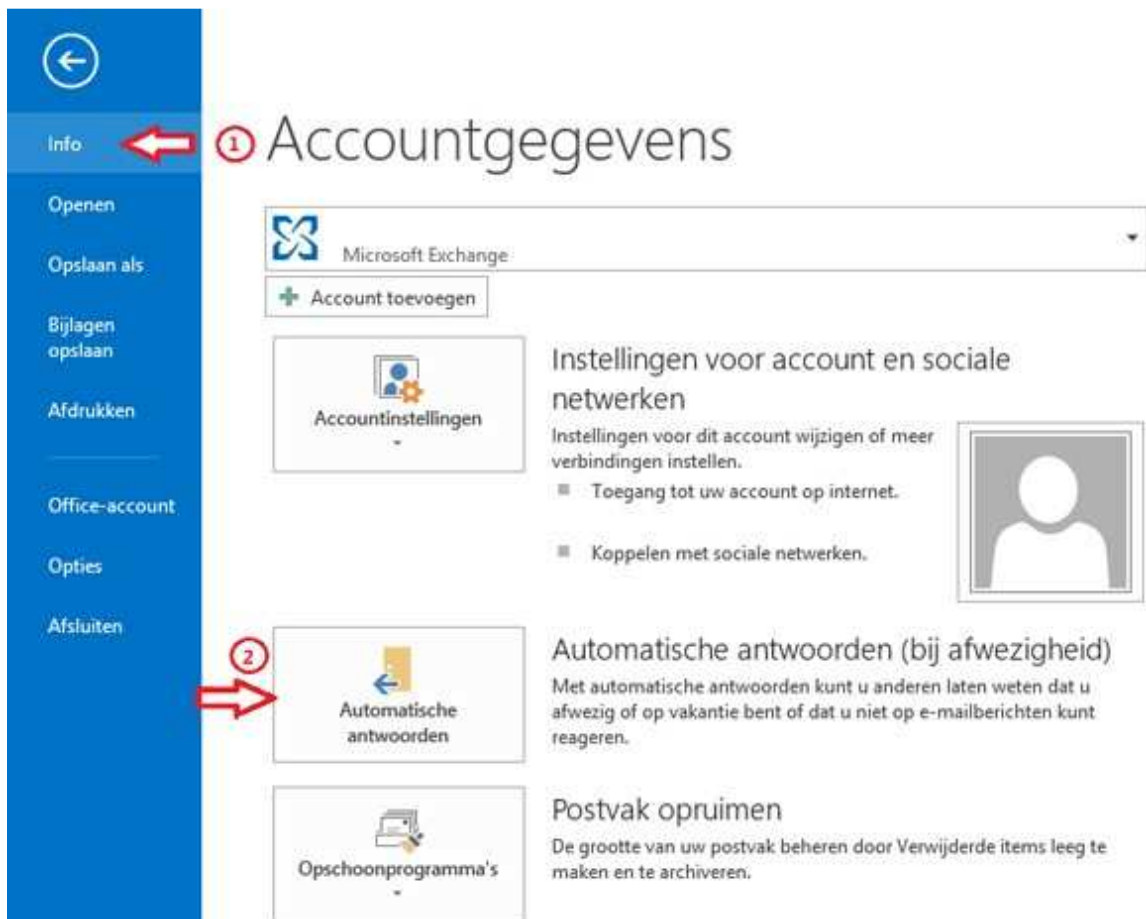 Info
Openen
Opslaan als
Bijlagen
opslaan
Afdrukken
Office-account
Opties
Afsluiten
1
Accountgegevens
Microsoft Exchange
Account toevoegen
Accountinstellingen
Instellingen voor account en sociale
netwerken
Instellingen voor dit account wijzigen of meer
verbindingen instellen.
Toegang tot uw account op internet.
Koppelen met sociale netwerken.
2
Automatische
antwoorden
Automatische antwoorden (bij afwezigheid)
Met automatische antwoorden kunt u anderen laten weten dat u
afwezig of op vakantie bent of dat u niet op e-mailberichten kunt
reageren.
Opschoonprogramma's
Postvak opruimen
De grootte van uw postvak beheren door Verwijderde items leeg te
maken en te archiveren.